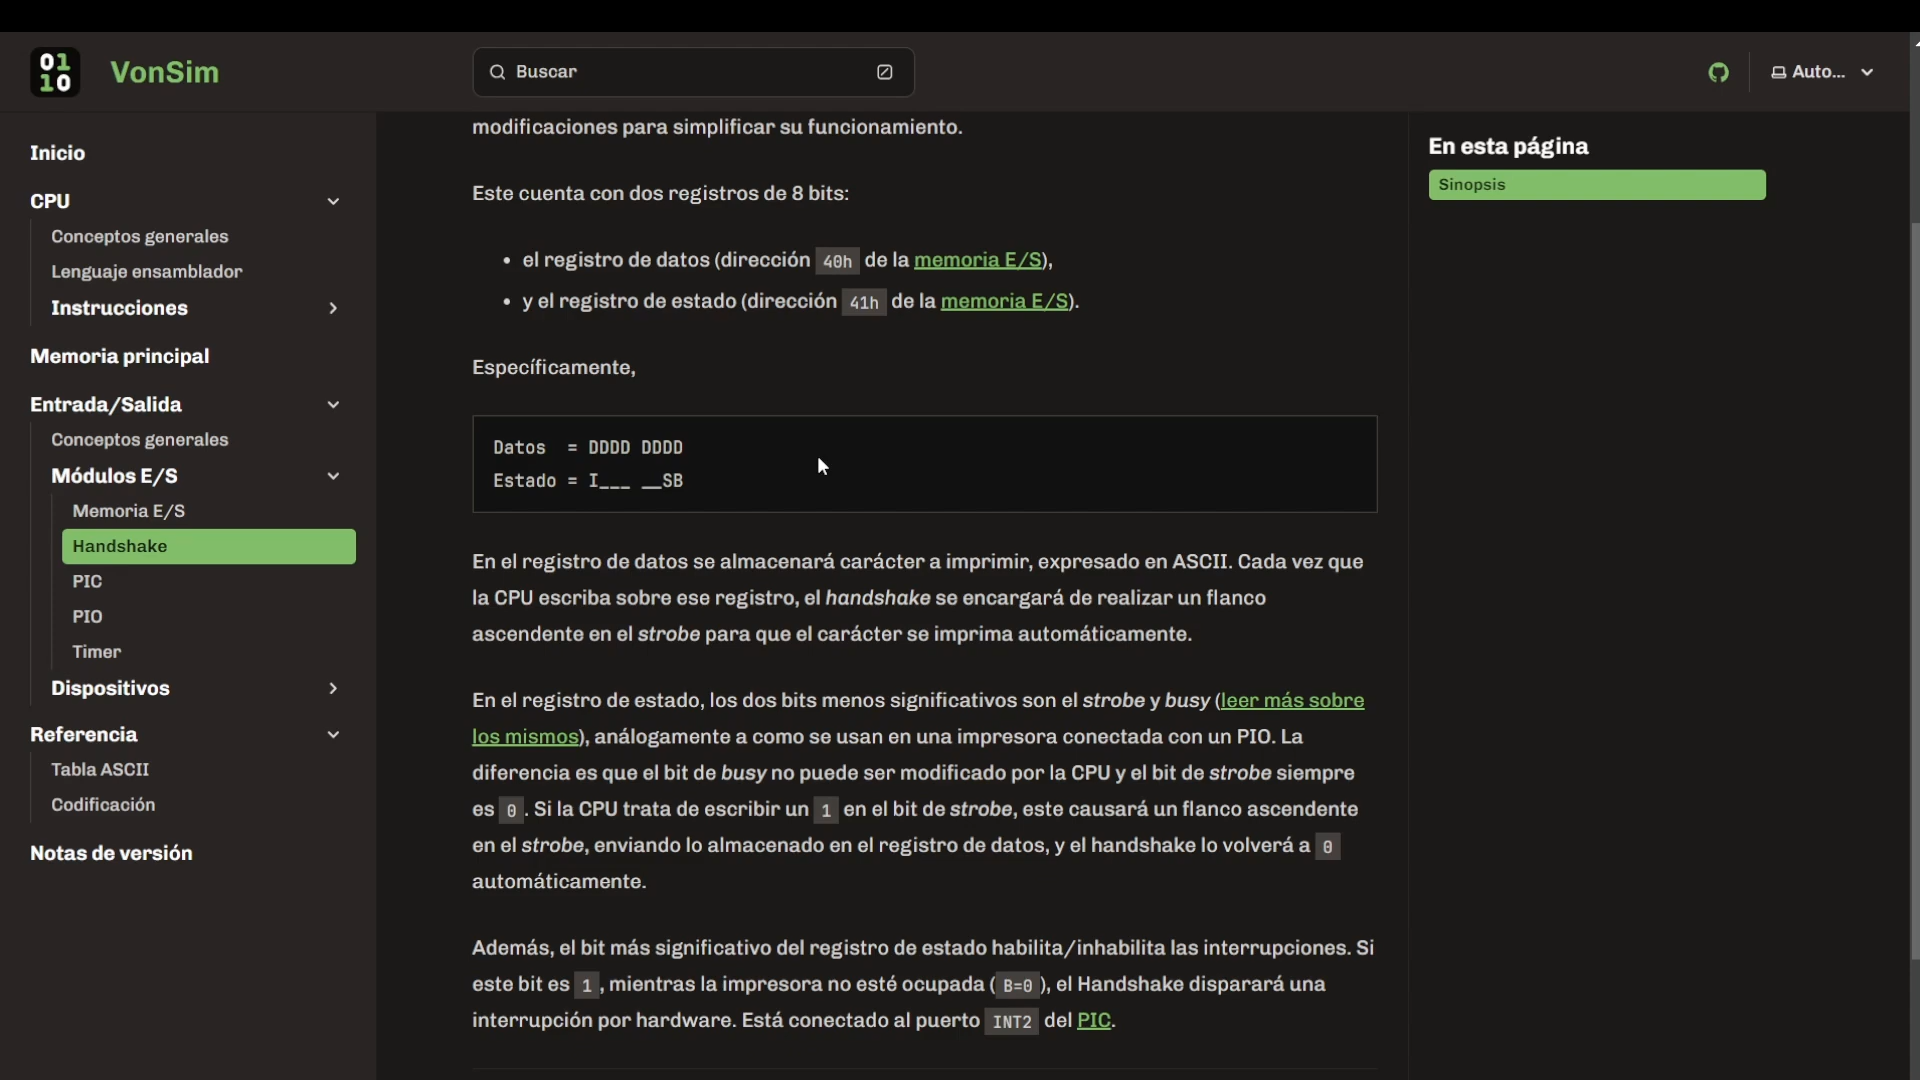 0110
VonSim
Buscar
Auto...
Inicio
CPU
Conceptos generales
Lenguaje ensamblador
Instrucciones
Memoria principal
Entrada/Salida
Conceptos generales
Módulos E/S
Memoria E/S
Handshake
PIC
PIO
Timer
Dispositivos
Referencia
Tabla ASCII
Codificación
Notas de versión
modificaciones para simplificar su funcionamiento.
Este cuenta con dos registros de 8 bits:
• el registro de datos (dirección 40h de la memoria E/S),
• y el registro de estado (dirección 41h de la memoria E/S).
Específicamente,
Datos = DDDD DDDD
Estado = I___ __SB
En el registro de datos se almacenará carácter a imprimir, expresado en ASCII. Cada vez que
la CPU escriba sobre ese registro, el handshake se encargará de realizar un flanco
ascendente en el strobe para que el carácter se imprima automáticamente.
En el registro de estado, los dos bits menos significativos son el strobe y busy (leer más sobre
los mismos), análogamente a como se usan en una impresora conectada con un PIO. La
diferencia es que el bit de busy no puede ser modificado por la CPU y el bit de strobe siempre
es 0. Si la CPU trata de escribir un 1 en el bit de strobe, este causará un flanco ascendente
en el strobe, enviando lo almacenado en el registro de datos, y el handshake lo volverá a 0
automáticamente.
Además, el bit más significativo del registro de estado habilita/inhabilita las interrupciones. Si
este bit es 1, mientras la impresora no esté ocupada (B=0), el Handshake disparará una
interrupción por hardware. Está conectado al puerto INT2 del PIC.
En esta página
Sinopsis